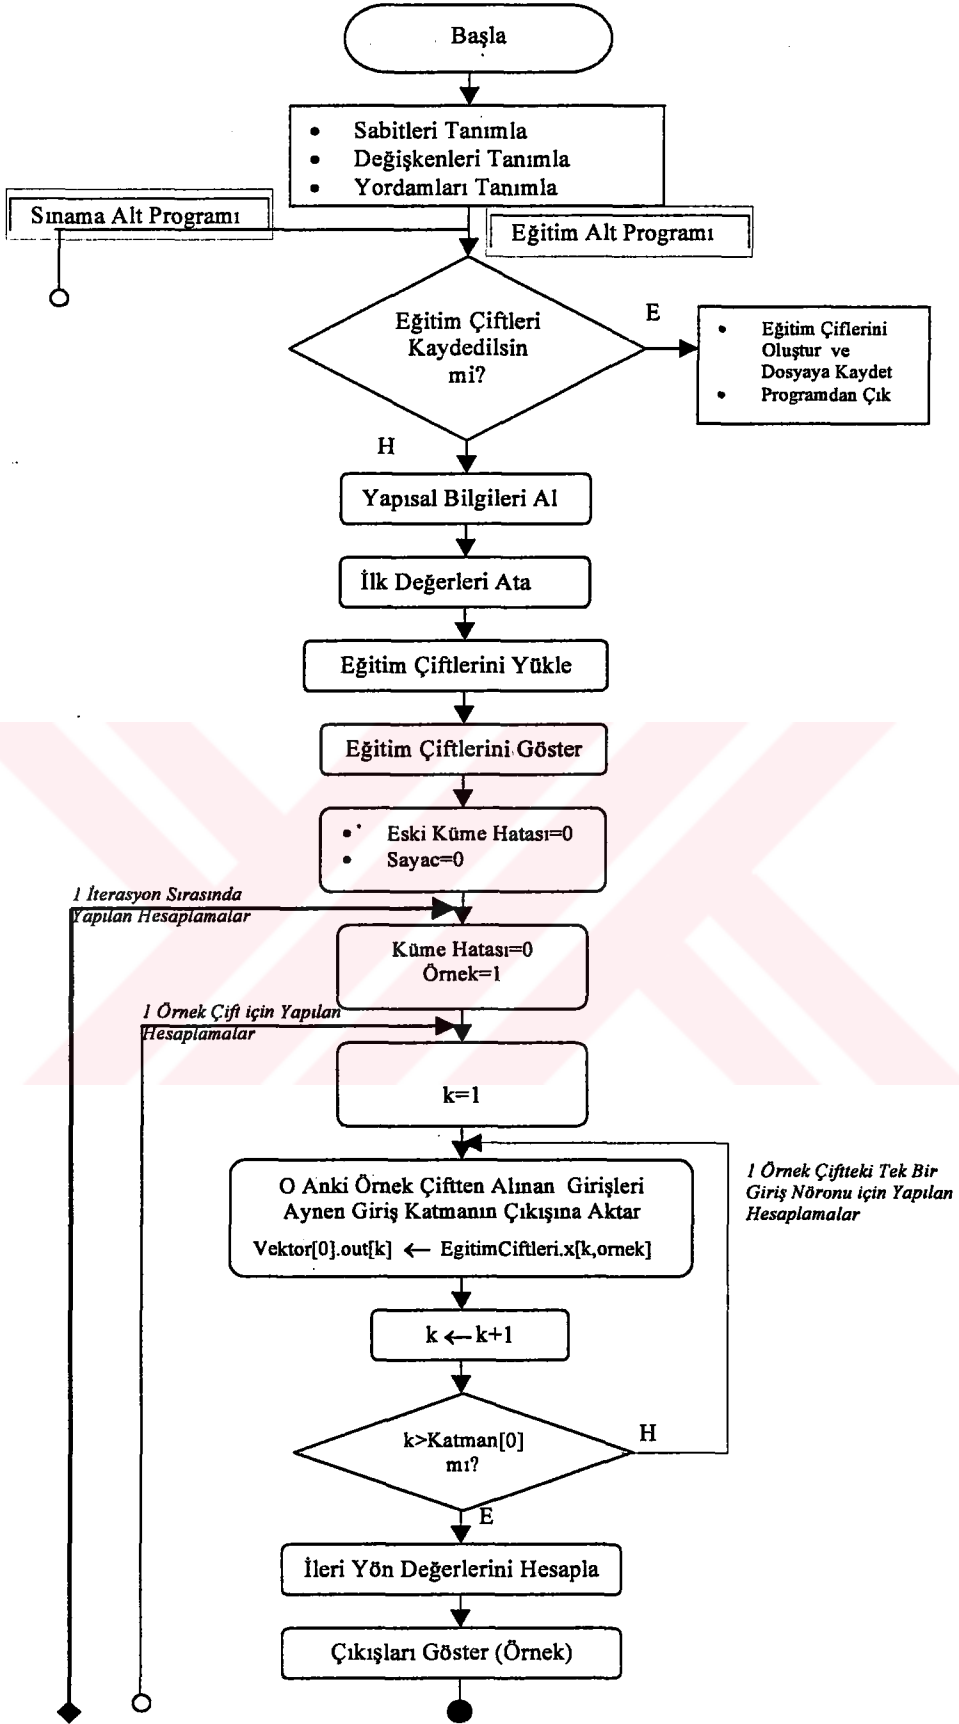 Başla
• Sabitleri Tanımla
• Değişkenleri Tanımla
• Yordamları Tanımla
Sınama Alt Programı
Eğitim Alt Programı
Eğitim Çiftleri
Kaydedilsin
mi?
E
• Eğitim Çiflerini
Oluştur ve
Dosyaya Kaydet
• Programdan Çık
H
Yapısal Bilgileri Al
İlk Değerleri Ata
Eğitim Çiftlerini Yükle
Eğitim Çiftlerini Göster
• Eski Küme Hatası=0
• Sayac=0
1 İterasyon Sırasında
Yapılan Hesaplamalar
Küme Hatası=0
Örnek=1
1 Örnek Çift için Yapılan
Hesaplamalar
k=1
O Anki Örnek Çiftten Alınan Girişleri
Aynen Giriş Katmanın Çıkışına Aktar
Vektor[0].out[k] ← EgitimCiftleri.x[k,ornek]
1 Örnek Çiftteki Tek Bir
Giriş Nöronu için Yapılan
Hesaplamalar
k ← k+1
k>Katman[0]
mı?
H
E
İleri Yön Değerlerini Hesapla
Çıkışları Göster (Örnek)